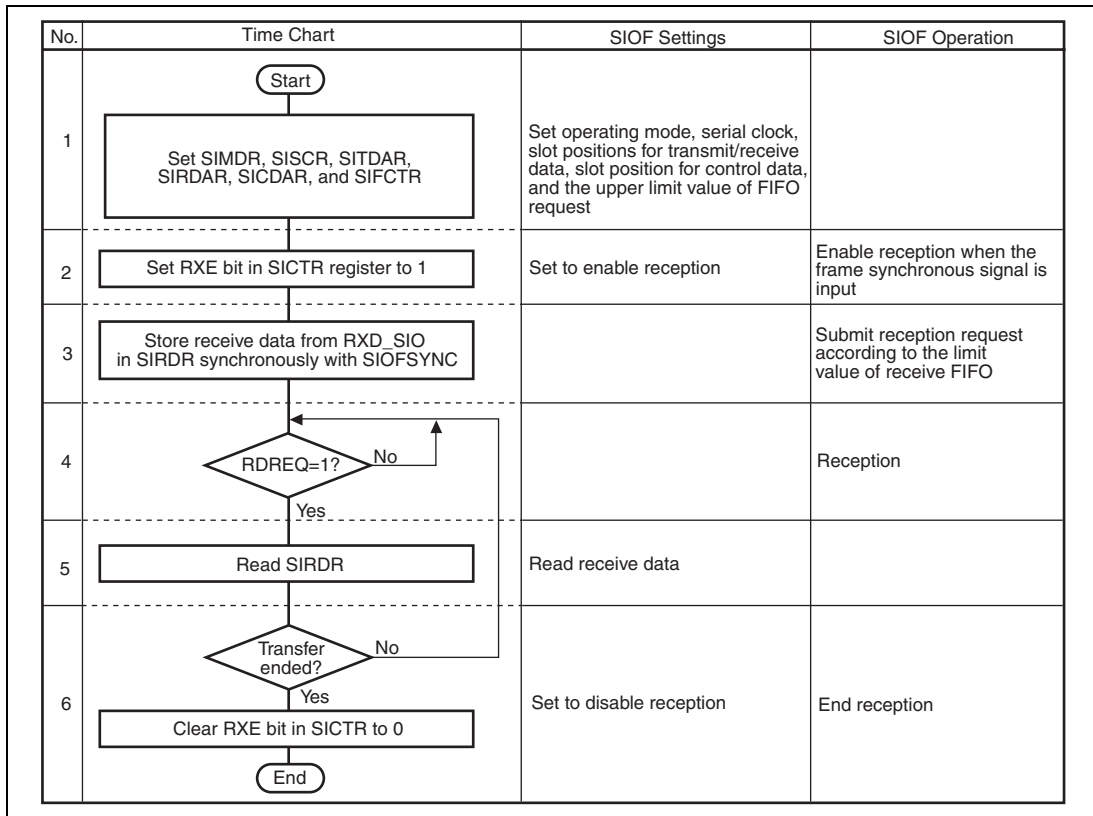 No.
Time Chart
SIOF Settings
SIOF Operation
Start
1
Set SIMDR, SISCR, SITDAR,
SIRDAR, SICDAR, and SIFCTR
Set operating mode, serial clock,
slot positions for transmit/receive
data, slot position for control data,
and the upper limit value of FIFO
request
2
Set RXE bit in SICTR register to 1
Set to enable reception
Enable reception when the
frame synchronous signal is
input
3
Store receive data from RXD_SIO
in SIRDR synchronously with SIOFSYNC
Submit reception request
according to the limit
value of receive FIFO
4
RDREQ=1?
No
Yes
Reception
5
Read SIRDR
Read receive data
6
Transfer
ended?
No
Yes
Clear RXE bit in SICTR to 0
Set to disable reception
End reception
End